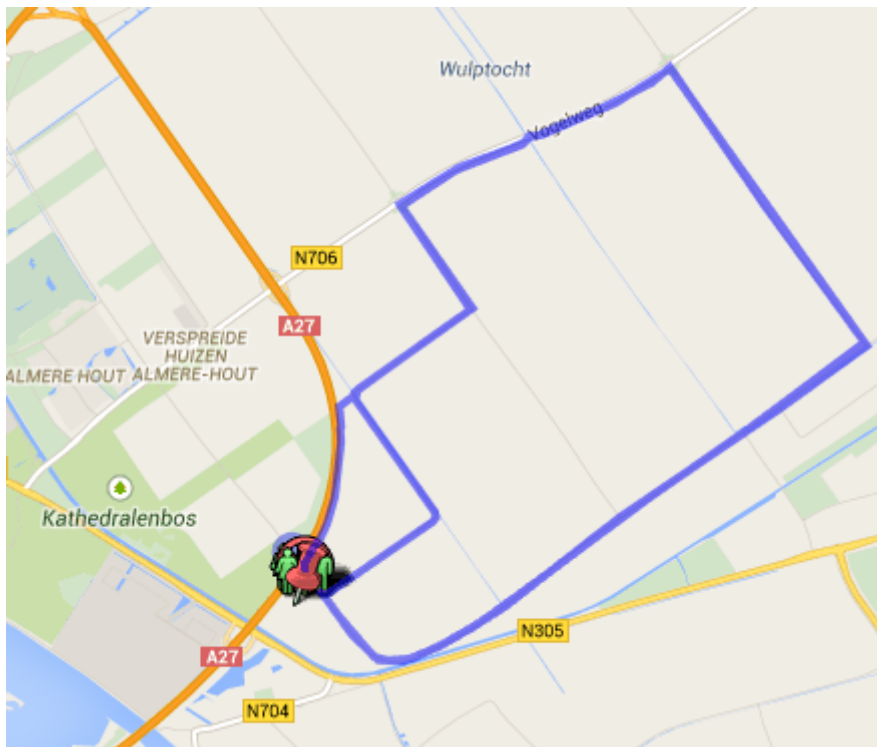 Wulptocht
Vogelweg
N706
A27
VERSPREIDE
HUIZEN
ALMERE-HOUT
ALMERE HOUT
Kathedralenbos
N305
A27
N704